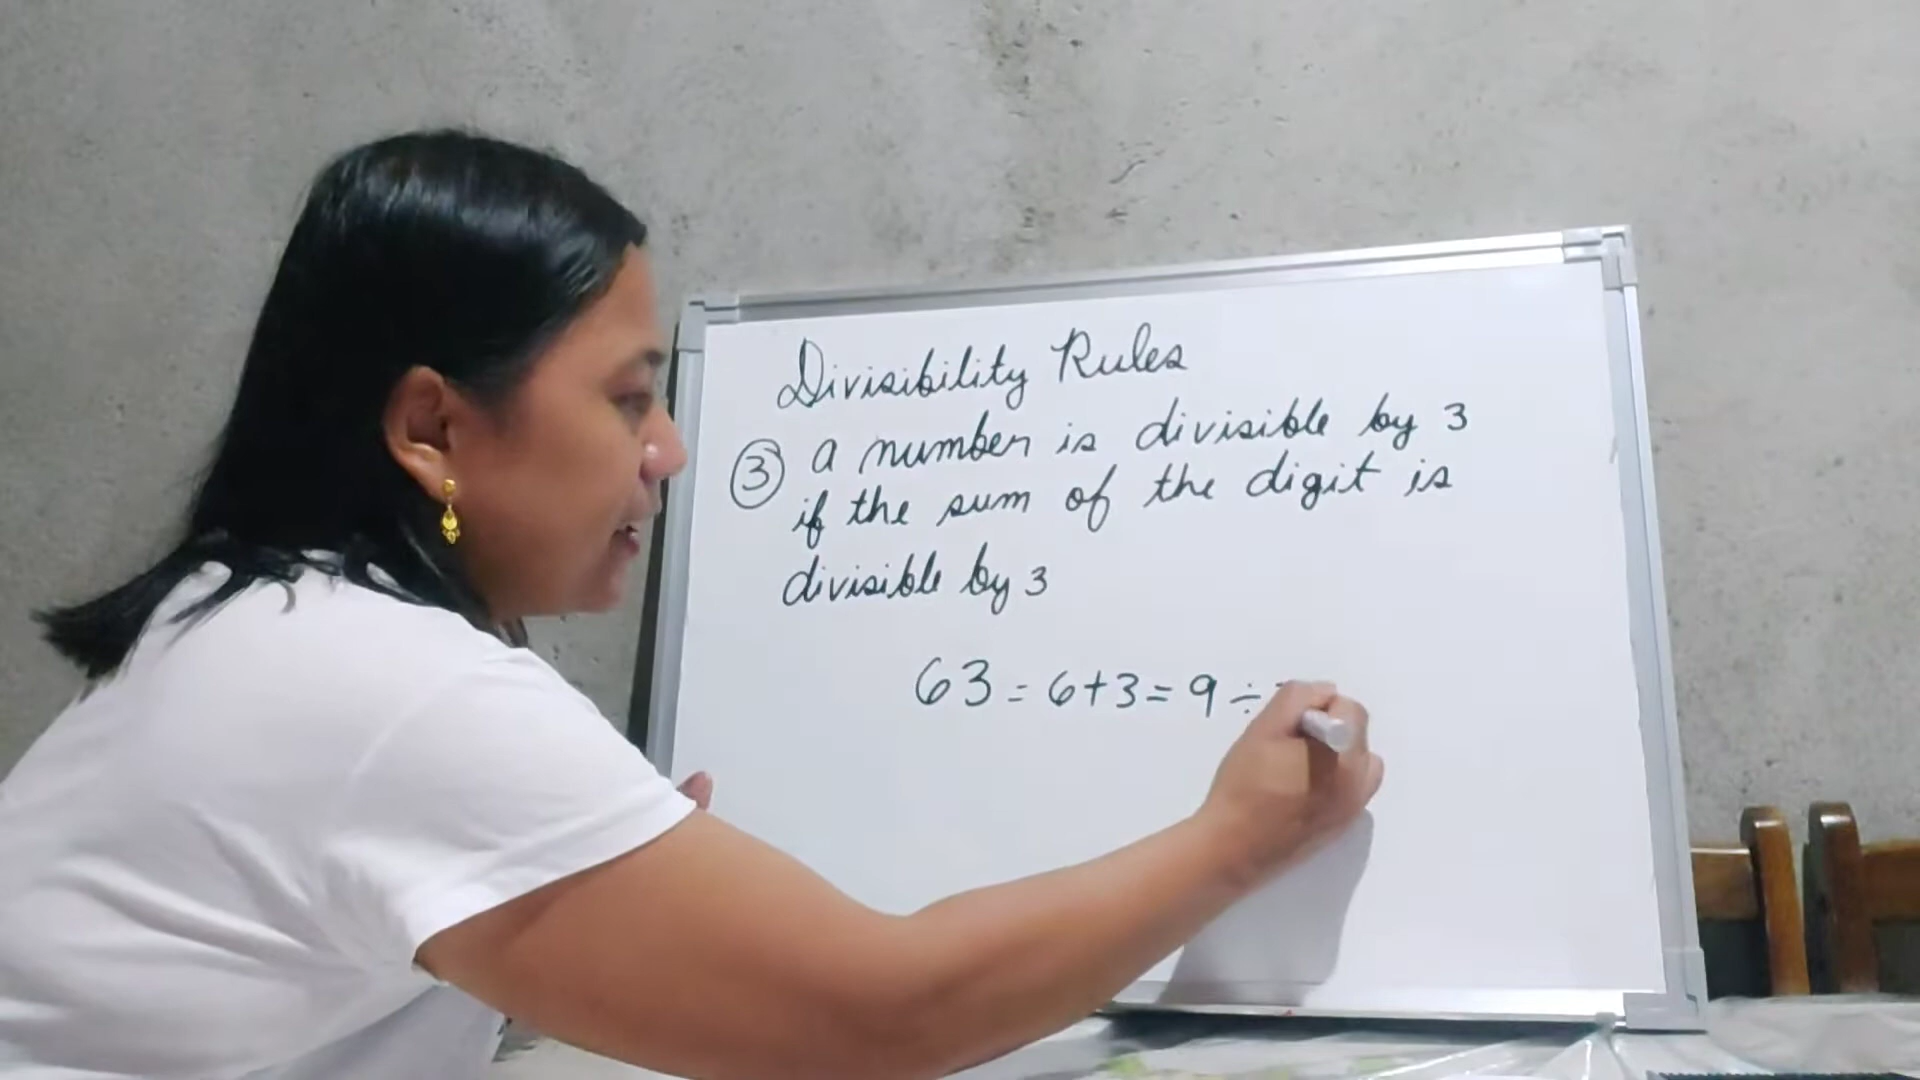 Divisibility Rules
③ a number is divisible by 3
if the sum of the digit is
divisible by 3
63 = 6+3 = 9 ÷